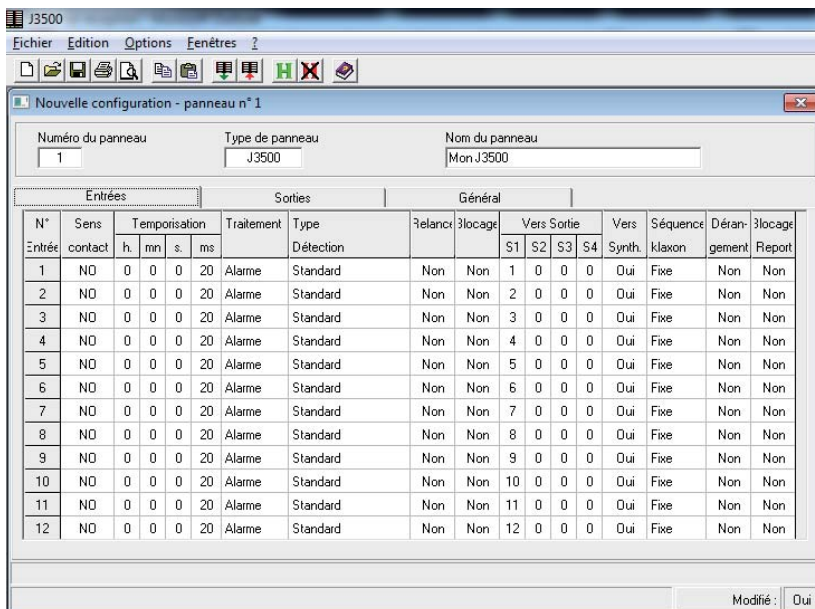 J3500
Fichier Edition Options Fenêtres ?
Nouvelle configuration - panneau n° 1
Numéro du panneau Type de panneau Nom du panneau
1 J3500 Mon J3500
Entrées Sorties Général
N° Sens Temporisation Traitement Type Relance Blocage Vers Sortie Vers Séquence Déran- Blocage
Entrée contact h. mn s. ms Détection S1 S2 S3 S4 Synth. klaxon gement Report
1 NO 0 0 0 20 Alarme Standard Non Non 1 0 0 0 Oui Fixe Non Non
2 NO 0 0 0 20 Alarme Standard Non Non 2 0 0 0 Oui Fixe Non Non
3 NO 0 0 0 20 Alarme Standard Non Non 3 0 0 0 Oui Fixe Non Non
4 NO 0 0 0 20 Alarme Standard Non Non 4 0 0 0 Oui Fixe Non Non
5 NO 0 0 0 20 Alarme Standard Non Non 5 0 0 0 Oui Fixe Non Non
6 NO 0 0 0 20 Alarme Standard Non Non 6 0 0 0 Oui Fixe Non Non
7 NO 0 0 0 20 Alarme Standard Non Non 7 0 0 0 Oui Fixe Non Non
8 NO 0 0 0 20 Alarme Standard Non Non 8 0 0 0 Oui Fixe Non Non
9 NO 0 0 0 20 Alarme Standard Non Non 9 0 0 0 Oui Fixe Non Non
10 NO 0 0 0 20 Alarme Standard Non Non 10 0 0 0 Oui Fixe Non Non
11 NO 0 0 0 20 Alarme Standard Non Non 11 0 0 0 Oui Fixe Non Non
12 NO 0 0 0 20 Alarme Standard Non Non 12 0 0 0 Oui Fixe Non Non
Modifié : Oui